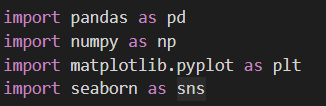 import pandas as pd
import numpy as np
import matplotlib.pyplot as plt
import seaborn as sns